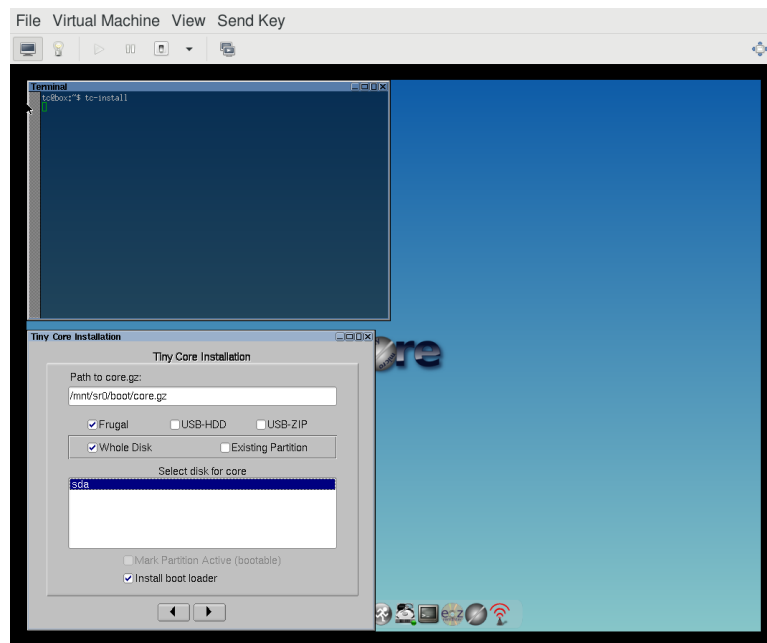 File Virtual Machine View Send Key
Terminal
tc@box:~$ tc-install
Tiny Core Installation
Tiny Core Installation
Path to core.gz:
/mnt/sr0/boot/core.gz
Frugal USB-HDD USB-ZIP
Whole Disk Existing Partition
Select disk for core
sda
Mark Partition Active (bootable)
Install boot loader
ore